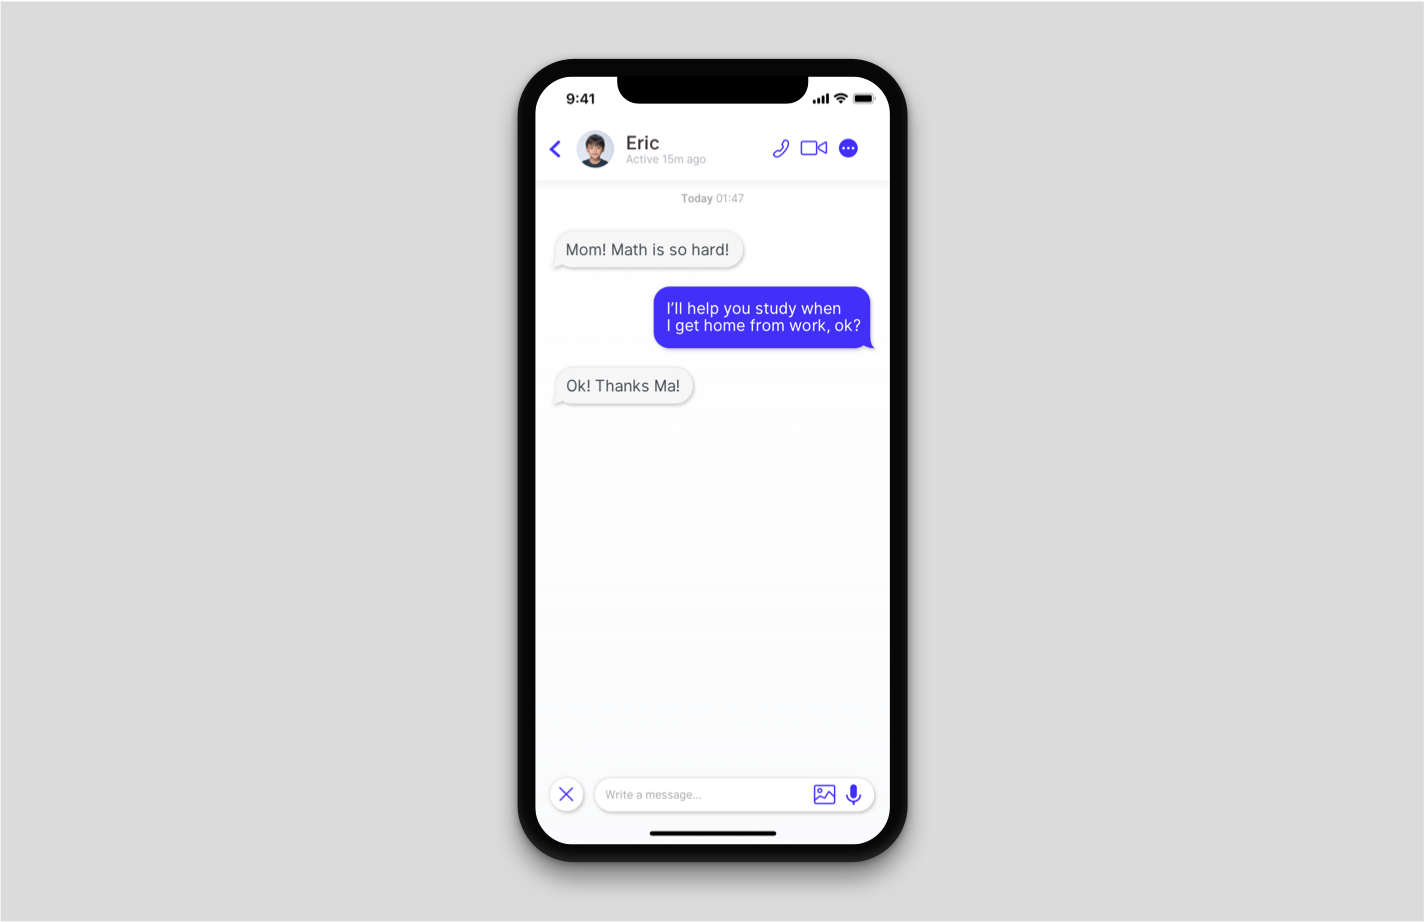 9:41
Eric
Active 15m ago
Today 01:47
Mom! Math is so hard!
I’ll help you study when
I get home from work, ok?
Ok! Thanks Ma!
Write a message...